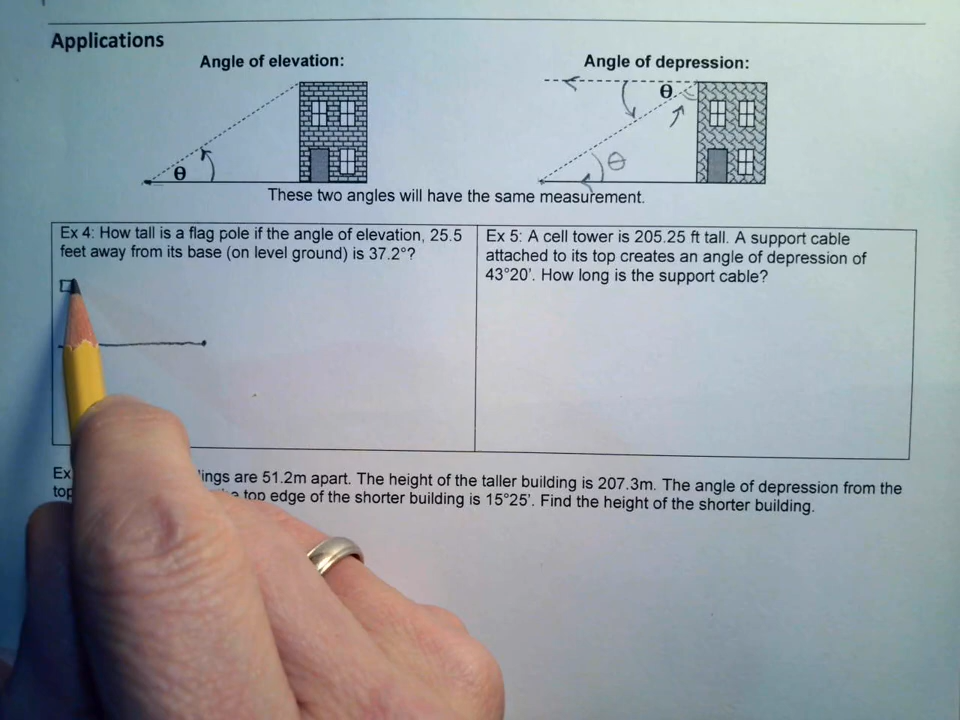 Applications
Angle of elevation:
Angle of depression:
θ
θ
θ
These two angles will have the same measurement.
Ex 4: How tall is a flag pole if the angle of elevation, 25.5
feet away from its base (on level ground) is 37.2°?
Ex 5: A cell tower is 205.25 ft tall. A support cable
attached to its top creates an angle of depression of
43°20'. How long is the support cable?
Ex ings are 51.2m apart. The height of the taller building is 207.3m. The angle of depression from the
top top edge of the shorter building is 15°25'. Find the height of the shorter building.